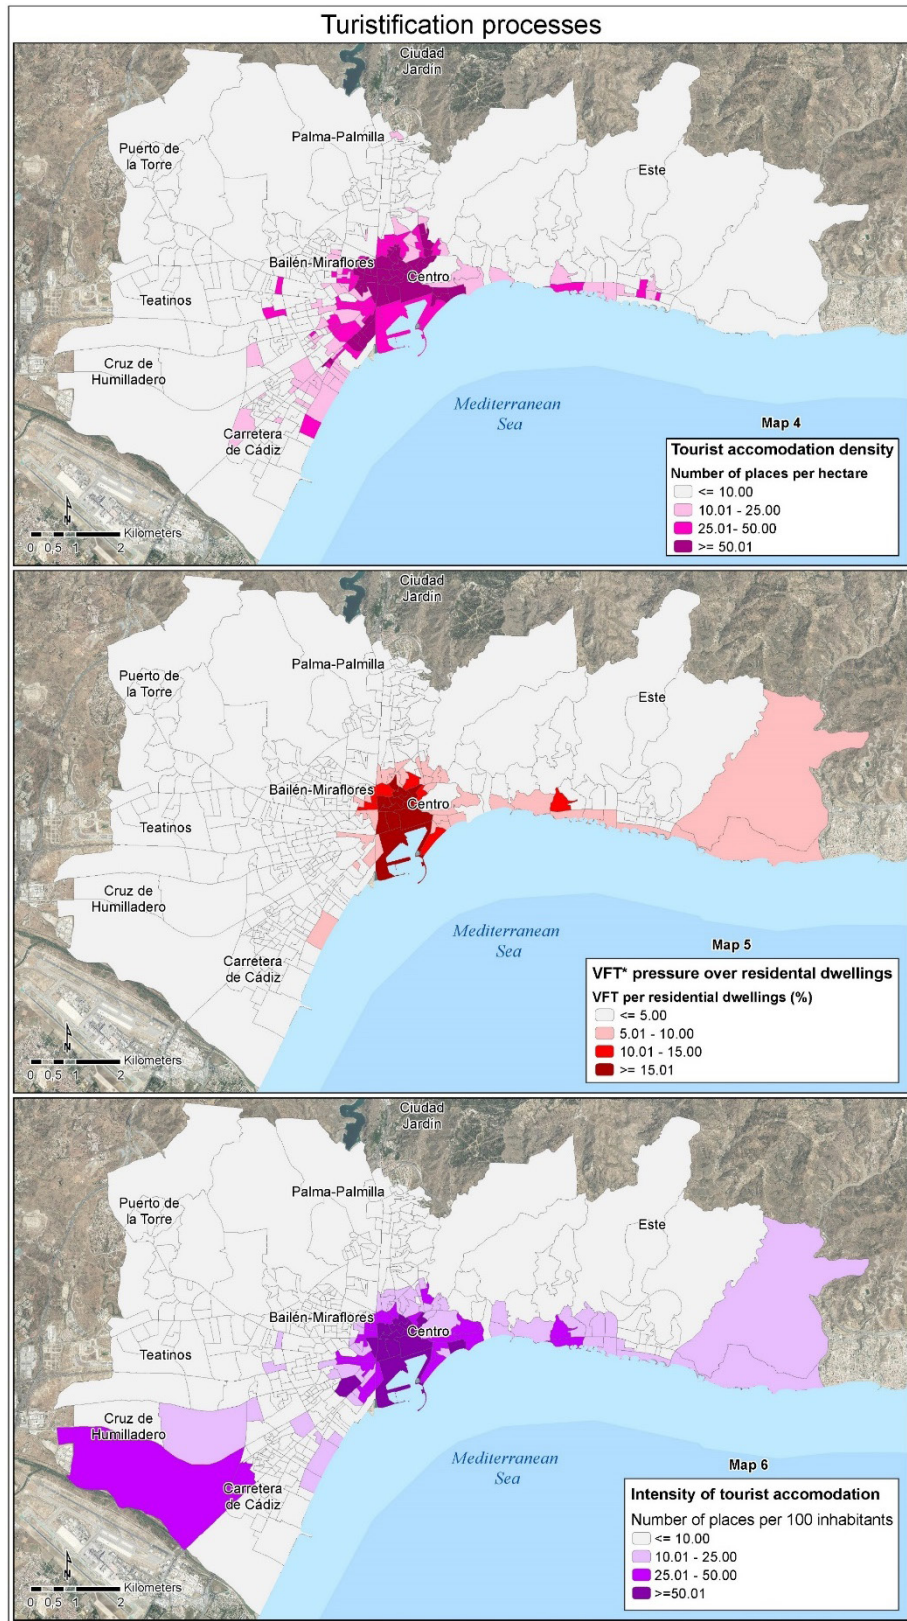 Turistification processes
Ciudad
Jardín
Palma-Palmilla
Puerto de
la Torre
Este
Bailén-Miraflores
Centro
Teatinos
Cruz de
Humilladero
Mediterranean
Sea
Carretera
de Cádiz
Map 4
Tourist accomodation density
Number of places per hectare
<= 10.00
10.01 - 25.00
25.01- 50.00
>= 50.01
N
Kilometers
0 0,5 1 2
Ciudad
Jardín
Palma-Palmilla
Puerto de
la Torre
Este
Bailén-Miraflores
Centro
Teatinos
Cruz de
Humilladero
Mediterranean
Sea
Carretera
de Cádiz
Map 5
VFT* pressure over residental dwellings
VFT per residential dwellings (%)
<= 5.00
5.01 - 10.00
10.01 - 15.00
>= 15.01
N
Kilometers
0 0,5 1 2
Ciudad
Jardín
Palma-Palmilla
Puerto de
la Torre
Este
Bailén-Miraflores
Centro
Teatinos
Cruz de
Humilladero
Mediterranean
Sea
Carretera
de Cádiz
Map 6
Intensity of tourist accomodation
Number of places per 100 inhabitants
<= 10.00
10.01 - 25.00
25.01 - 50.00
>=50.01
N
Kilometers
0 0,5 1 2